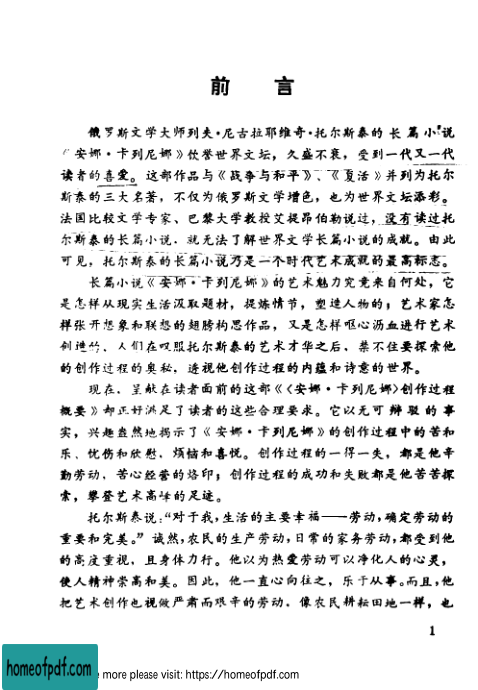 前 言
俄罗斯文学大师列夫·尼古拉耶维奇·托尔斯泰的长篇小说
《安娜·卡列尼娜》饮誉世界文坛，久盛不衰，受到一代又一代
读者的喜爱。这部作品与《战争与和平》、《复活》并列为托尔
斯泰的三大名著，不仅为俄罗斯文学增色，也为世界文坛添彩。
法国比较文学专家、巴黎大学教授艾提昂伯勒说过，没有读过托
尔斯泰的长篇小说，就无法了解世界文学长篇小说的成就。由此
可见，托尔斯泰的长篇小说乃是一个时代艺术成就的最高标志。
长篇小说《安娜·卡列尼娜》的艺术魅力究竟来自何处，它
是怎样从现实生活汲取题材，提炼情节，塑造人物的；艺术家怎
样张开想象和联想的翅膀构思作品，又是怎样呕心沥血进行艺术
创造的，人们在叹服托尔斯泰的艺术才华之后，禁不住要探索他
的创作过程的奥秘，透视他创作过程的内蕴和诗意的世界。
现在，呈献在读者面前的这部《〈安娜·卡列尼娜〉创作过程
概要》却正好满足了读者的这些合理要求。它以无可辩驳的事
实，兴趣盎然地揭示了《安娜·卡列尼娜》的创作过程中的苦和
乐、忧伤和欣慰、烦恼和喜悦。创作过程的一得一失，都是他辛
勤劳动、苦心经营的烙印；创作过程的成功和失败都是他苦苦探
索，攀登艺术高峰的足迹。
托尔斯泰说：“对于我，生活的主要幸福——劳动，确定劳动的
重要和完美。”诚然，农民的生产劳动，日常的家务劳动，都受到他
的高度重视，且身体力行。他以为热爱劳动可以净化人的心灵，
使人精神崇高和美。因此，他一直心向往之，乐于从事。而且，他
把艺术创作也视做严肃而艰辛的劳动，像农民耕耘田地一样，也
1
homeofpdf.com
more please visit: https://homeofpdf.com